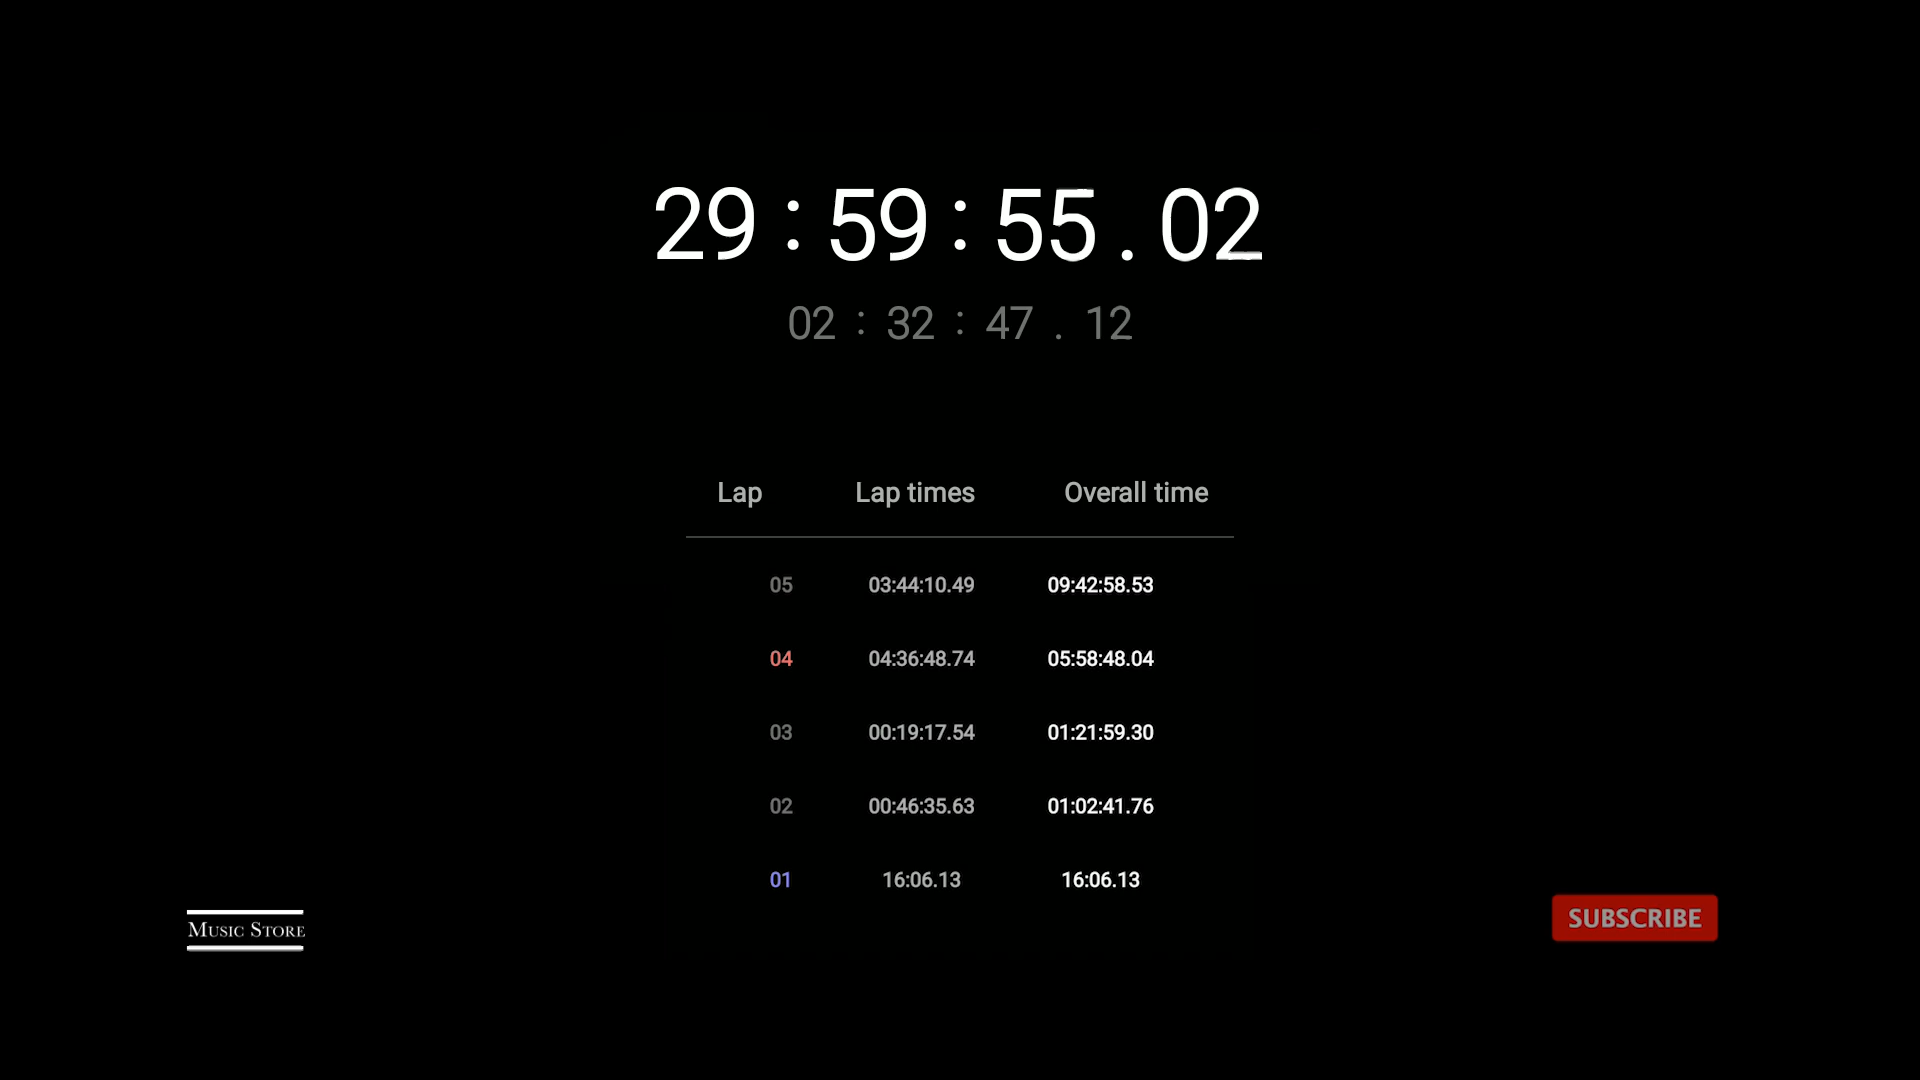 29 : 59 : 55 . 02
02 : 32 : 47 . 12
Lap Lap times Overall time
05 03:44:10.49 09:42:58.53
04 04:36:48.74 05:58:48.04
03 00:19:17.54 01:21:59.30
02 00:46:35.63 01:02:41.76
01 16:06.13 16:06.13
Music Store
SUBSCRIBE